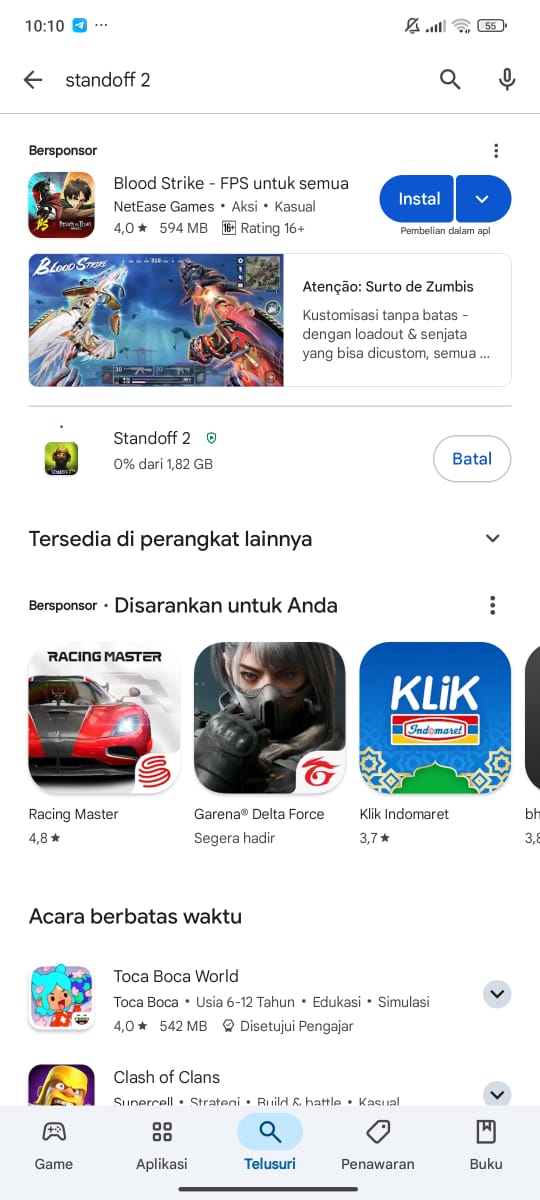 10:10
55
standoff 2
Bersponsor
Blood Strike - FPS untuk semua
NetEase Games • Aksi • Kasual
4,0★ 594 MB 16+ Rating 16+
Instal
Pembelian dalam apl
BLOOD STRIKE
Atenção: Surto de Zumbis
Kustomisasi tanpa batas -
dengan loadout & senjata
yang bisa dicustom, semua ...
Standoff 2
0% dari 1,82 GB
Batal
Tersedia di perangkat lainnya
Bersponsor · Disarankan untuk Anda
RACING MASTER
KLiK
Indomaret
Racing Master
4,8★
Garena® Delta Force
Segera hadir
Klik Indomaret
3,7★
bh
3,8
Acara berbatas waktu
Toca Boca World
Toca Boca • Usia 6-12 Tahun • Edukasi • Simulasi
4,0★ 542 MB Disetujui Pengajar
Clash of Clans
Supercell • Strategi • Build & battle • Kasual
Game
Aplikasi
Telusuri
Penawaran
Buku